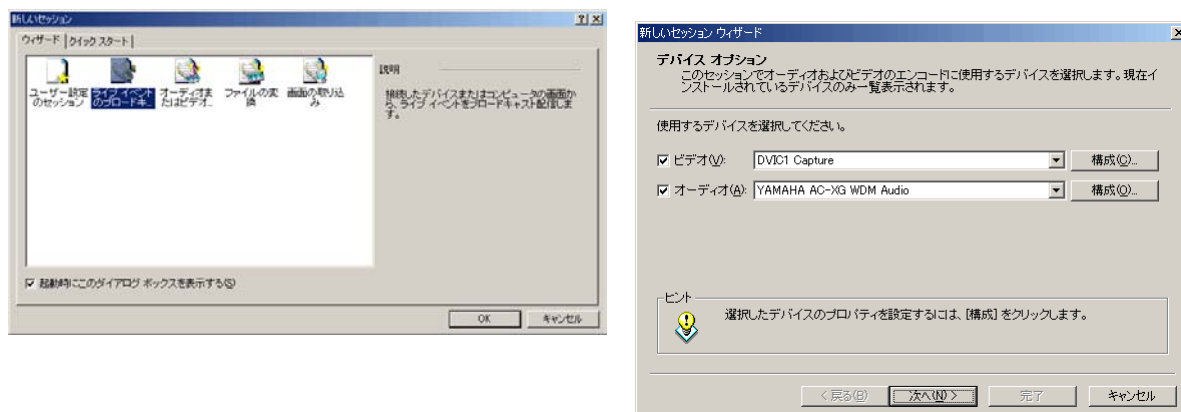 新しいセッション
ウィザード
クイック スタート
ユーザー設定
のセッション
ライブ イベント
のブロードキ...
オーディオま
たはビデオ...
ファイルの変
換
画面の取り込
み
説明
接続したデバイスまたはコンピュータの画面か
ら、ライブ イベントをブロードキャスト配信しま
す。
起動時にこのダイアログ ボックスを表示する(S)
OK
キャンセル
新しいセッション ウィザード
デバイス オプション
このセッションでオーディオおよびビデオのエンコードに使用するデバイスを選択します。現在イ
ンストールされているデバイスのみ一覧表示されます。
使用するデバイスを選択してください。
ビデオ(V):
DVIC1 Capture
構成(C)...
オーディオ(A):
YAMAHA AC-XG WDM Audio
構成(O)...
ヒント
選択したデバイスのプロパティを設定するには、[構成] をクリックします。
< 戻る(B)
次へ(N) >
完了
キャンセル